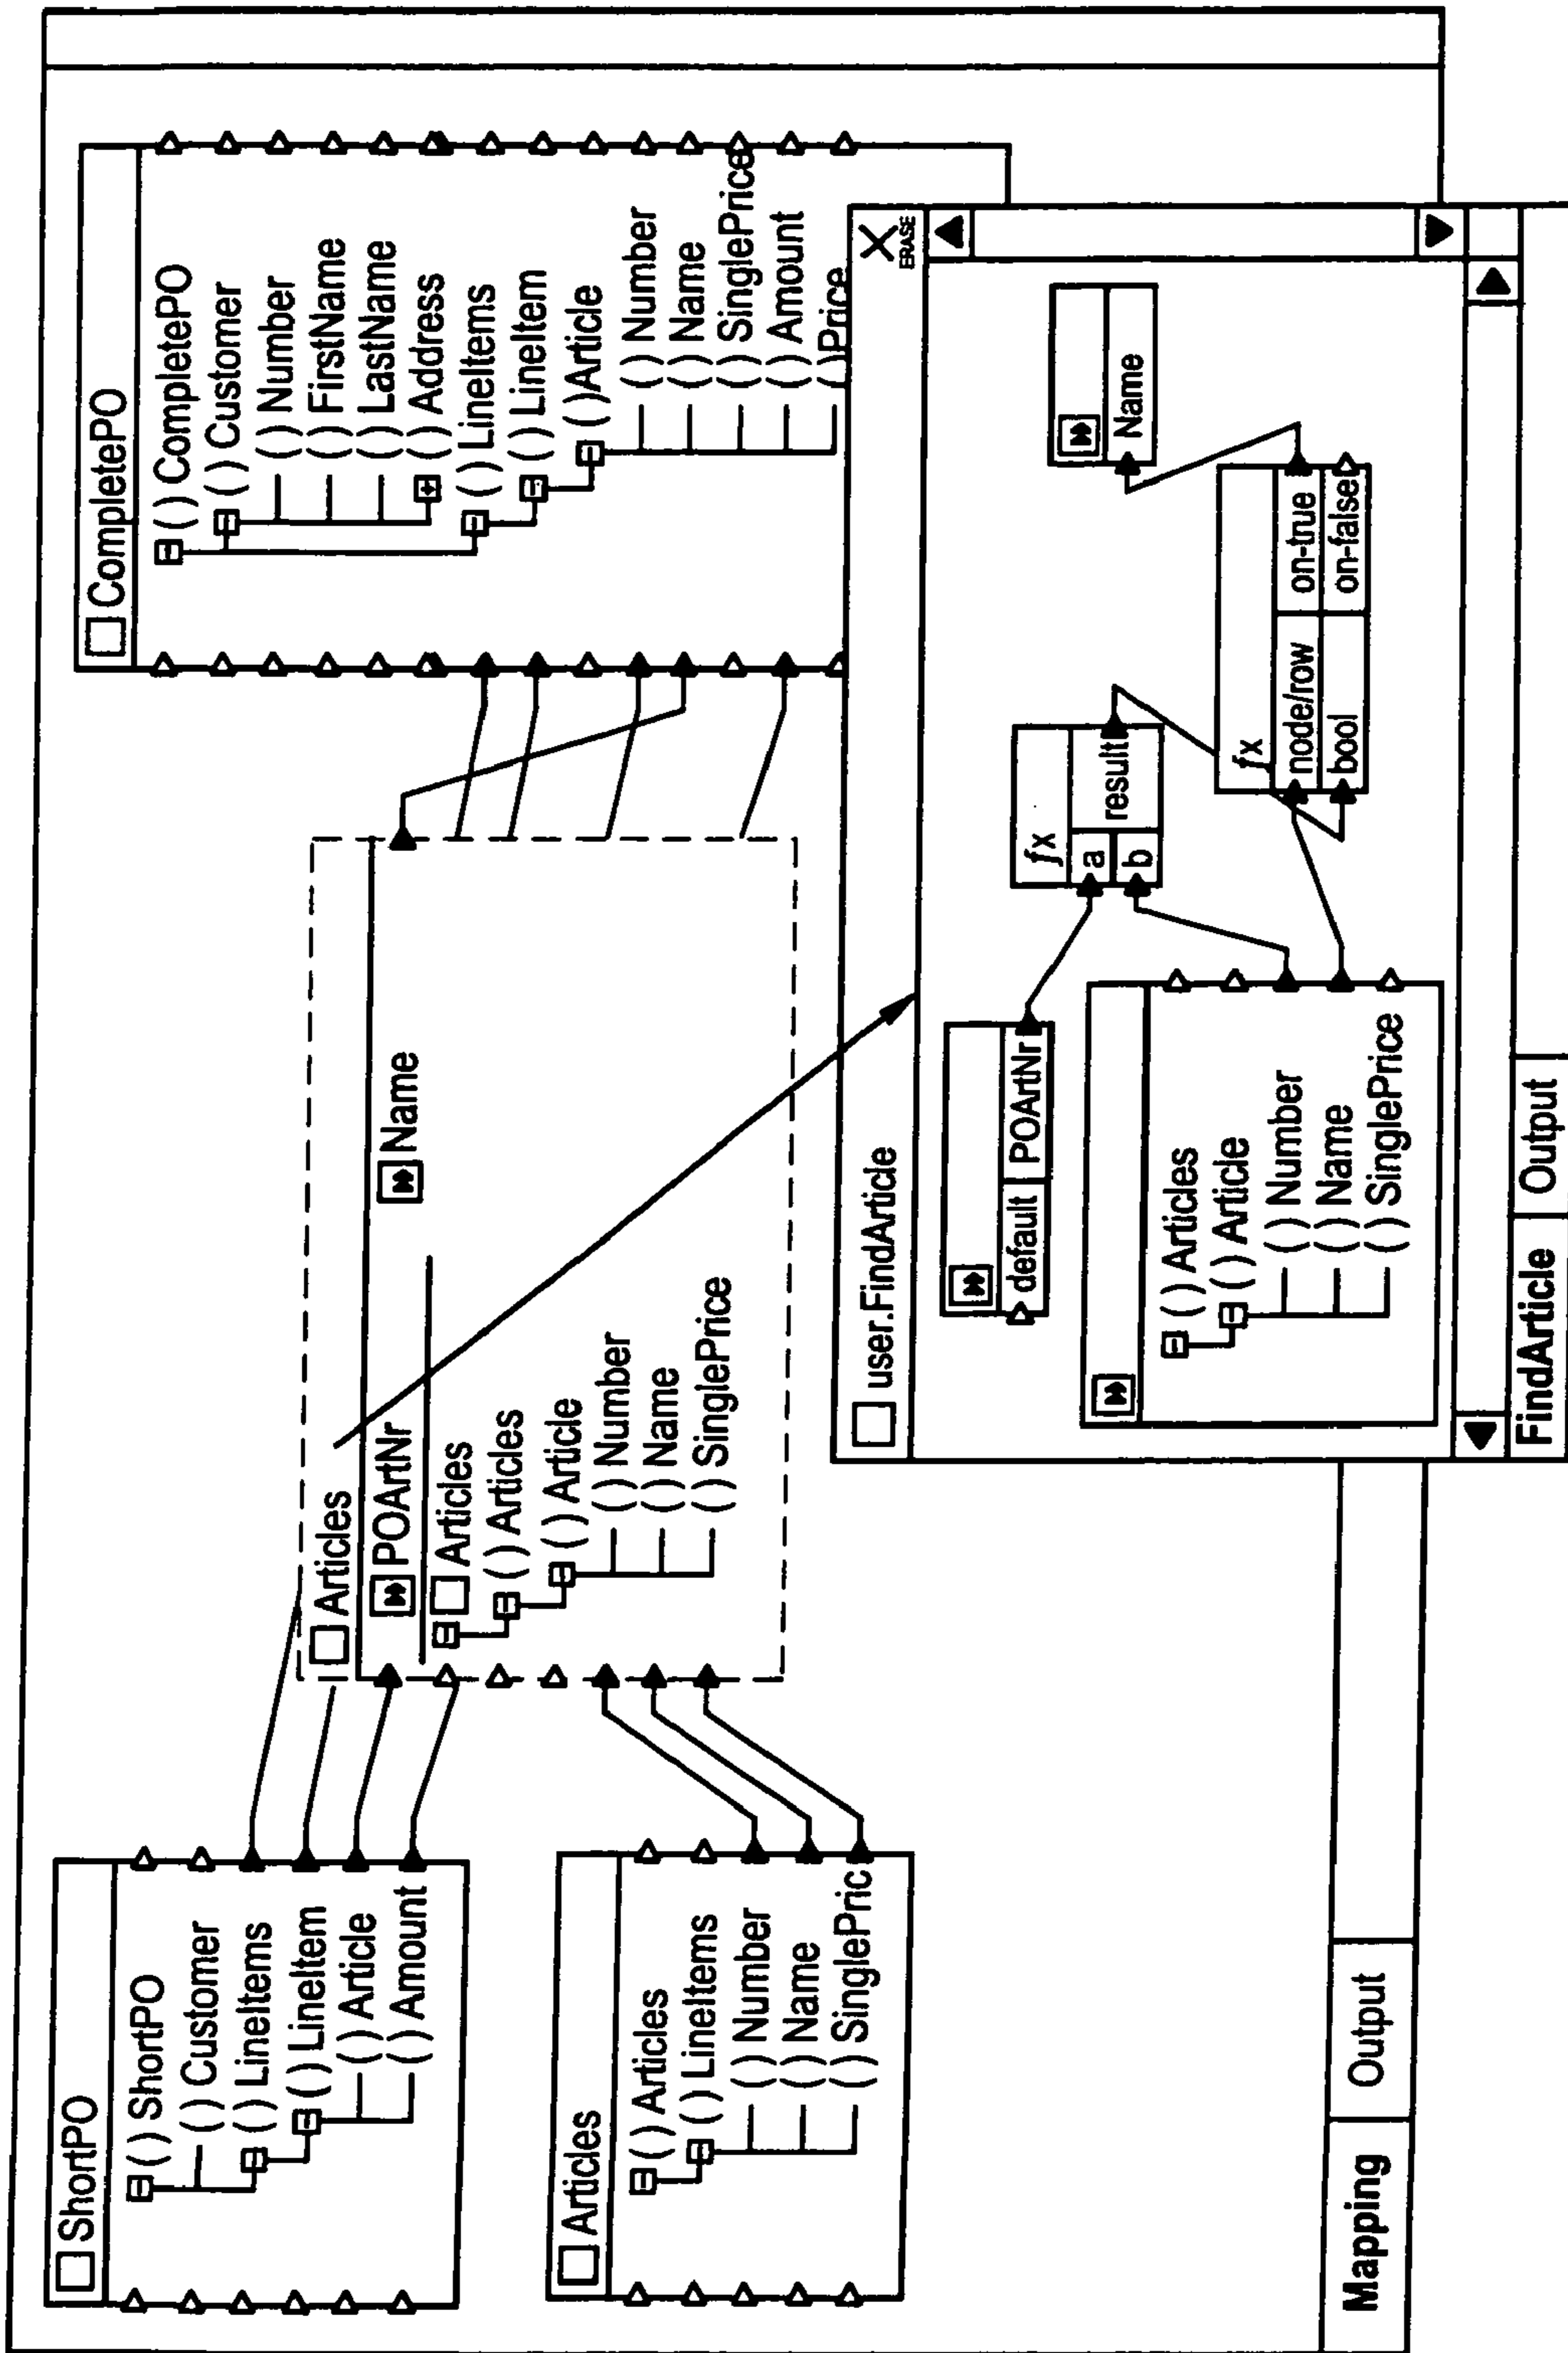 ShortPO
( ) ShortPO
( ) Customer
( ) LineItems
( ) LineItem
( ) Article
( ) Amount
Articles
( ) Articles
( ) LineItems
( ) Number
( ) Name
( ) SinglePric
Articles
POArtNr
Name
Articles
( ) Articles
( ) Article
( ) Number
( ) Name
( ) SinglePrice
CompletePO
( ) CompletePO
( ) Customer
( ) Number
( ) FirstName
( ) LastName
( ) Address
( ) LineItems
( ) LineItem
( ) Article
( ) Number
( ) Name
( ) SinglePrice
( ) Amount
( ) Price
user.FindArticle
ERASE
default POArtNr
( ) Articles
( ) Article
( ) Number
( ) Name
( ) SinglePrice
fx
a
b
result
fx
node/row on-true
bool on-false
Name
FindArticle Output
Mapping Output